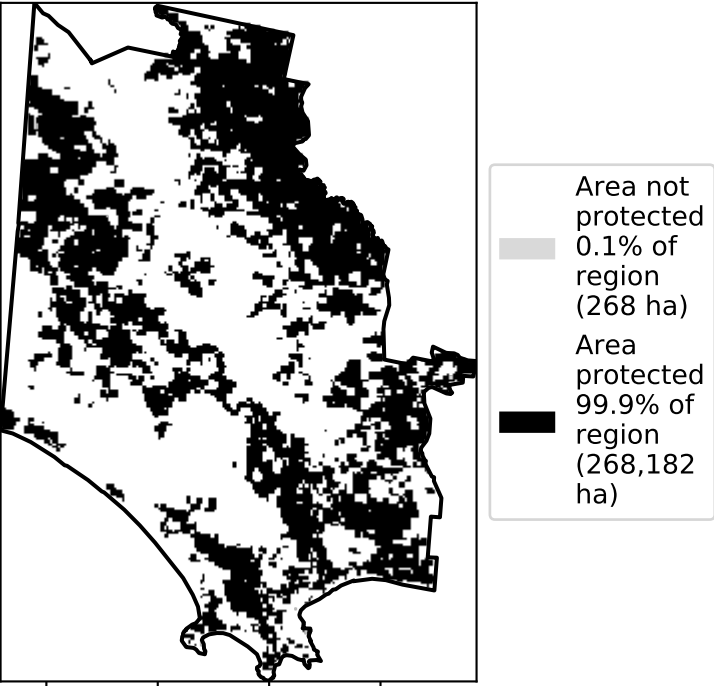 Area not
protected
0.1% of
region
(268 ha)
Area
protected
99.9% of
region
(268,182
ha)